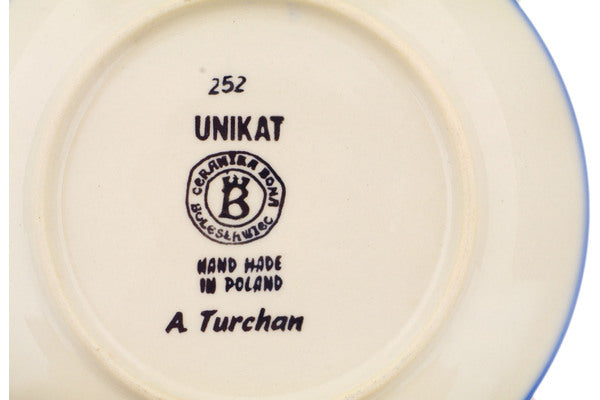 252
UNIKAT
CERAMIKA BONA
B
BOLESŁAWIEC
HAND MADE
IN POLAND
A. Turchan